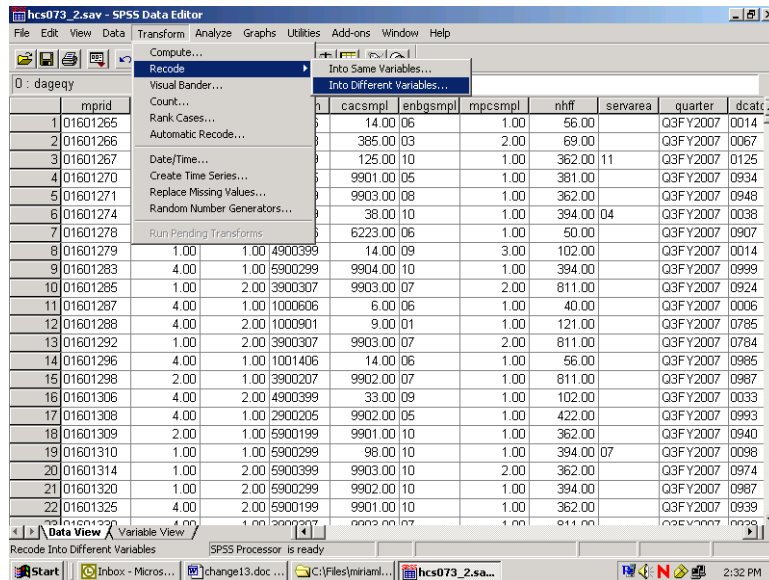 hcs073_2.sav - SPSS Data Editor
File Edit View Data Transform Analyze Graphs Utilities Add-ons Window Help
0 : dageqy
Compute...
Recode
Visual Bander...
Count...
Rank Cases...
Automatic Recode...
Date/Time...
Create Time Series...
Replace Missing Values...
Random Number Generators...
Run Pending Transforms
Into Same Variables...
Into Different Variables...
mprid cacsmpl enbgsmpl mpcsmpl nhff servarea quarter dcatc
1 01601265 14.00 06 1.00 56.00 Q3FY2007 0014
2 01601266 385.00 03 2.00 69.00 Q3FY2007 0067
3 01601267 125.00 10 1.00 362.00 11 Q3FY2007 0125
4 01601270 9901.00 05 1.00 381.00 Q3FY2007 0934
5 01601271 9903.00 08 1.00 362.00 Q3FY2007 0948
6 01601274 38.00 10 1.00 394.00 04 Q3FY2007 0038
7 01601278 6223.00 06 1.00 50.00 Q3FY2007 0907
8 01601279 1.00 1.00 4900399 14.00 09 3.00 102.00 Q3FY2007 0014
9 01601283 4.00 1.00 5900299 9904.00 10 1.00 394.00 Q3FY2007 0999
10 01601285 1.00 2.00 3900307 9903.00 07 2.00 811.00 Q3FY2007 0924
11 01601287 4.00 1.00 1000606 6.00 06 1.00 40.00 Q3FY2007 0006
12 01601288 4.00 2.00 1000901 9.00 01 1.00 121.00 Q3FY2007 0785
13 01601292 1.00 2.00 3900307 9903.00 07 2.00 811.00 Q3FY2007 0784
14 01601296 4.00 1.00 1001406 14.00 06 1.00 56.00 Q3FY2007 0985
15 01601298 2.00 1.00 3900207 9902.00 07 1.00 811.00 Q3FY2007 0987
16 01601306 4.00 2.00 4900399 33.00 09 1.00 102.00 Q3FY2007 0033
17 01601308 4.00 1.00 2900205 9902.00 05 1.00 422.00 Q3FY2007 0993
18 01601309 2.00 1.00 5900199 9901.00 10 1.00 362.00 Q3FY2007 0940
19 01601310 1.00 1.00 5900299 98.00 10 1.00 394.00 07 Q3FY2007 0098
20 01601314 1.00 2.00 5900399 9903.00 10 2.00 362.00 Q3FY2007 0974
21 01601320 1.00 2.00 5900299 9902.00 10 1.00 394.00 Q3FY2007 0987
22 01601325 4.00 2.00 5900199 9901.00 10 1.00 362.00 Q3FY2007 0939
Data View Variable View
Recode Into Different Variables SPSS Processor is ready
Start Inbox - Micros... change13.doc ... C:\Files\miriaml... hcs073_2.sa... 2:32 PM